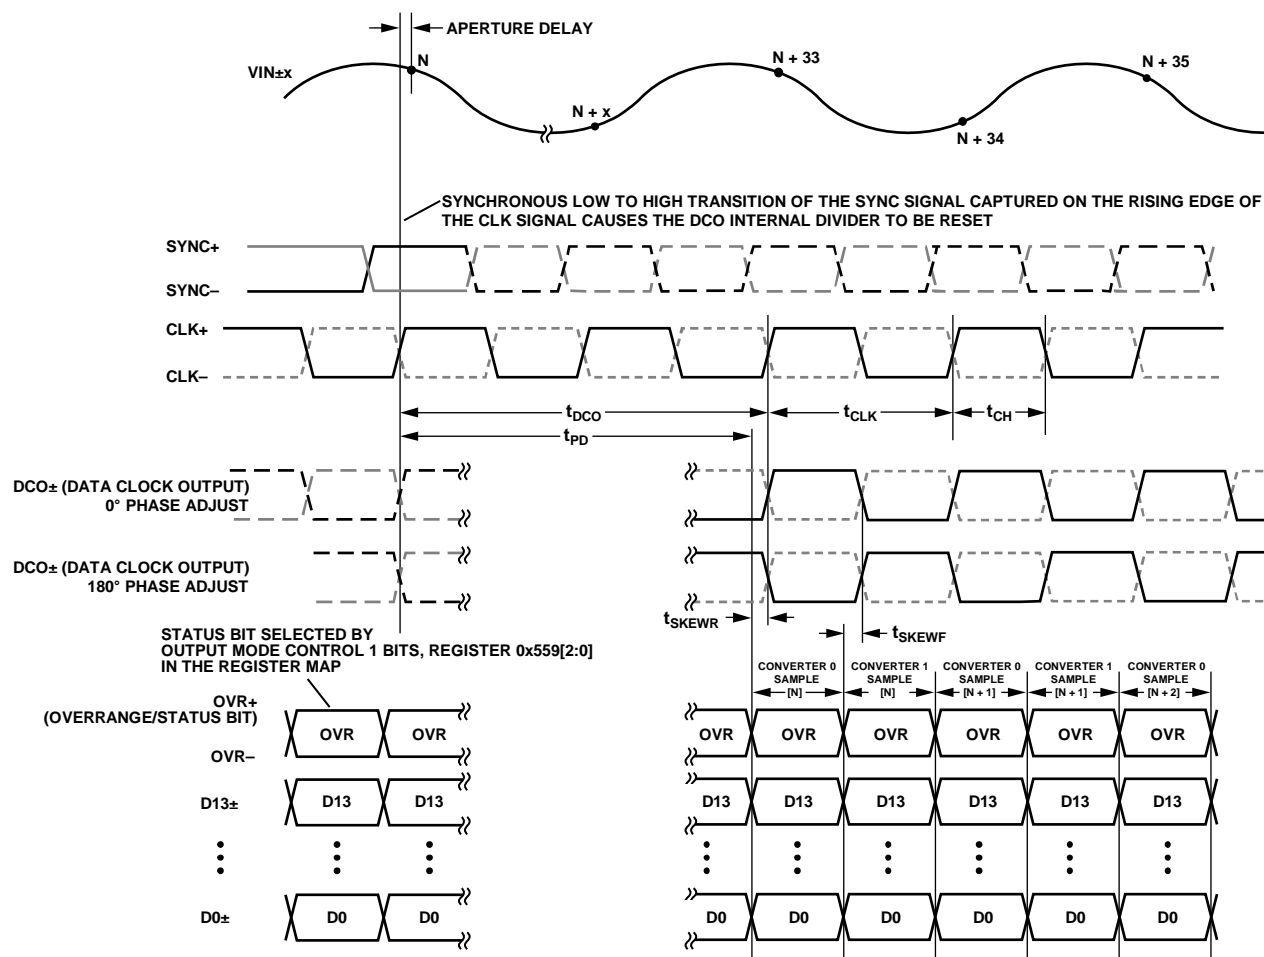 APERTURE DELAY
N
VIN±x
N + x
N + 33
N + 34
N + 35
SYNCHRONOUS LOW TO HIGH TRANSITION OF THE SYNC SIGNAL CAPTURED ON THE RISING EDGE OF
THE CLK SIGNAL CAUSES THE DCO INTERNAL DIVIDER TO BE RESET
SYNC+
SYNC–
CLK+
CLK–
tDCO
tCLK
tCH
tPD
DCO± (DATA CLOCK OUTPUT)
0° PHASE ADJUST
DCO± (DATA CLOCK OUTPUT)
180° PHASE ADJUST
tSKEWR
tSKEWF
STATUS BIT SELECTED BY
OUTPUT MODE CONTROL 1 BITS, REGISTER 0x559[2:0]
IN THE REGISTER MAP
CONVERTER 0
SAMPLE
[N]
CONVERTER 1
SAMPLE
[N]
CONVERTER 0
SAMPLE
[N + 1]
CONVERTER 1
SAMPLE
[N + 1]
CONVERTER 0
SAMPLE
[N + 2]
OVR+
(OVERRANGE/STATUS BIT)
OVR–
OVR OVR OVR OVR OVR OVR OVR OVR
D13± D13 D13 D13 D13 D13 D13 D13 D13
D0± D0 D0 D0 D0 D0 D0 D0 D0